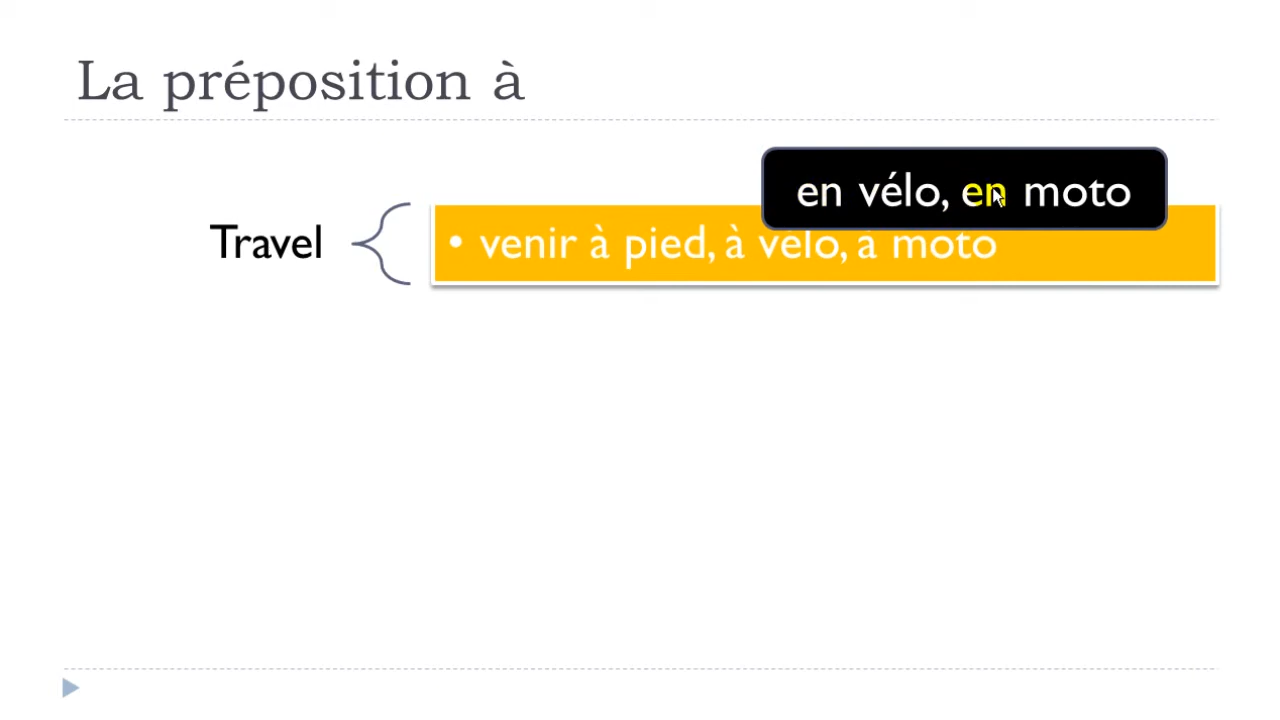 La préposition à
en vélo, en moto
Travel
• venir à pied, à vélo, à moto